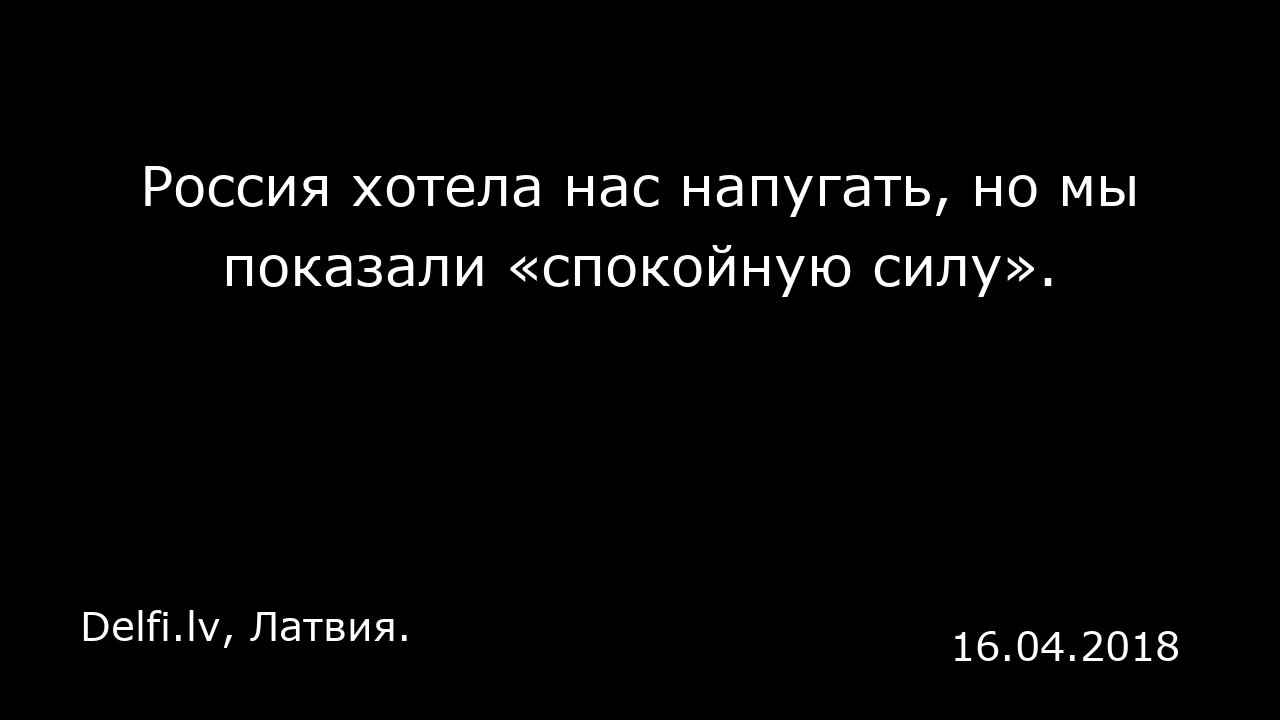 Россия хотела нас напугать, но мы
показали «спокойную силу».
Delfi.lv, Латвия.
16.04.2018